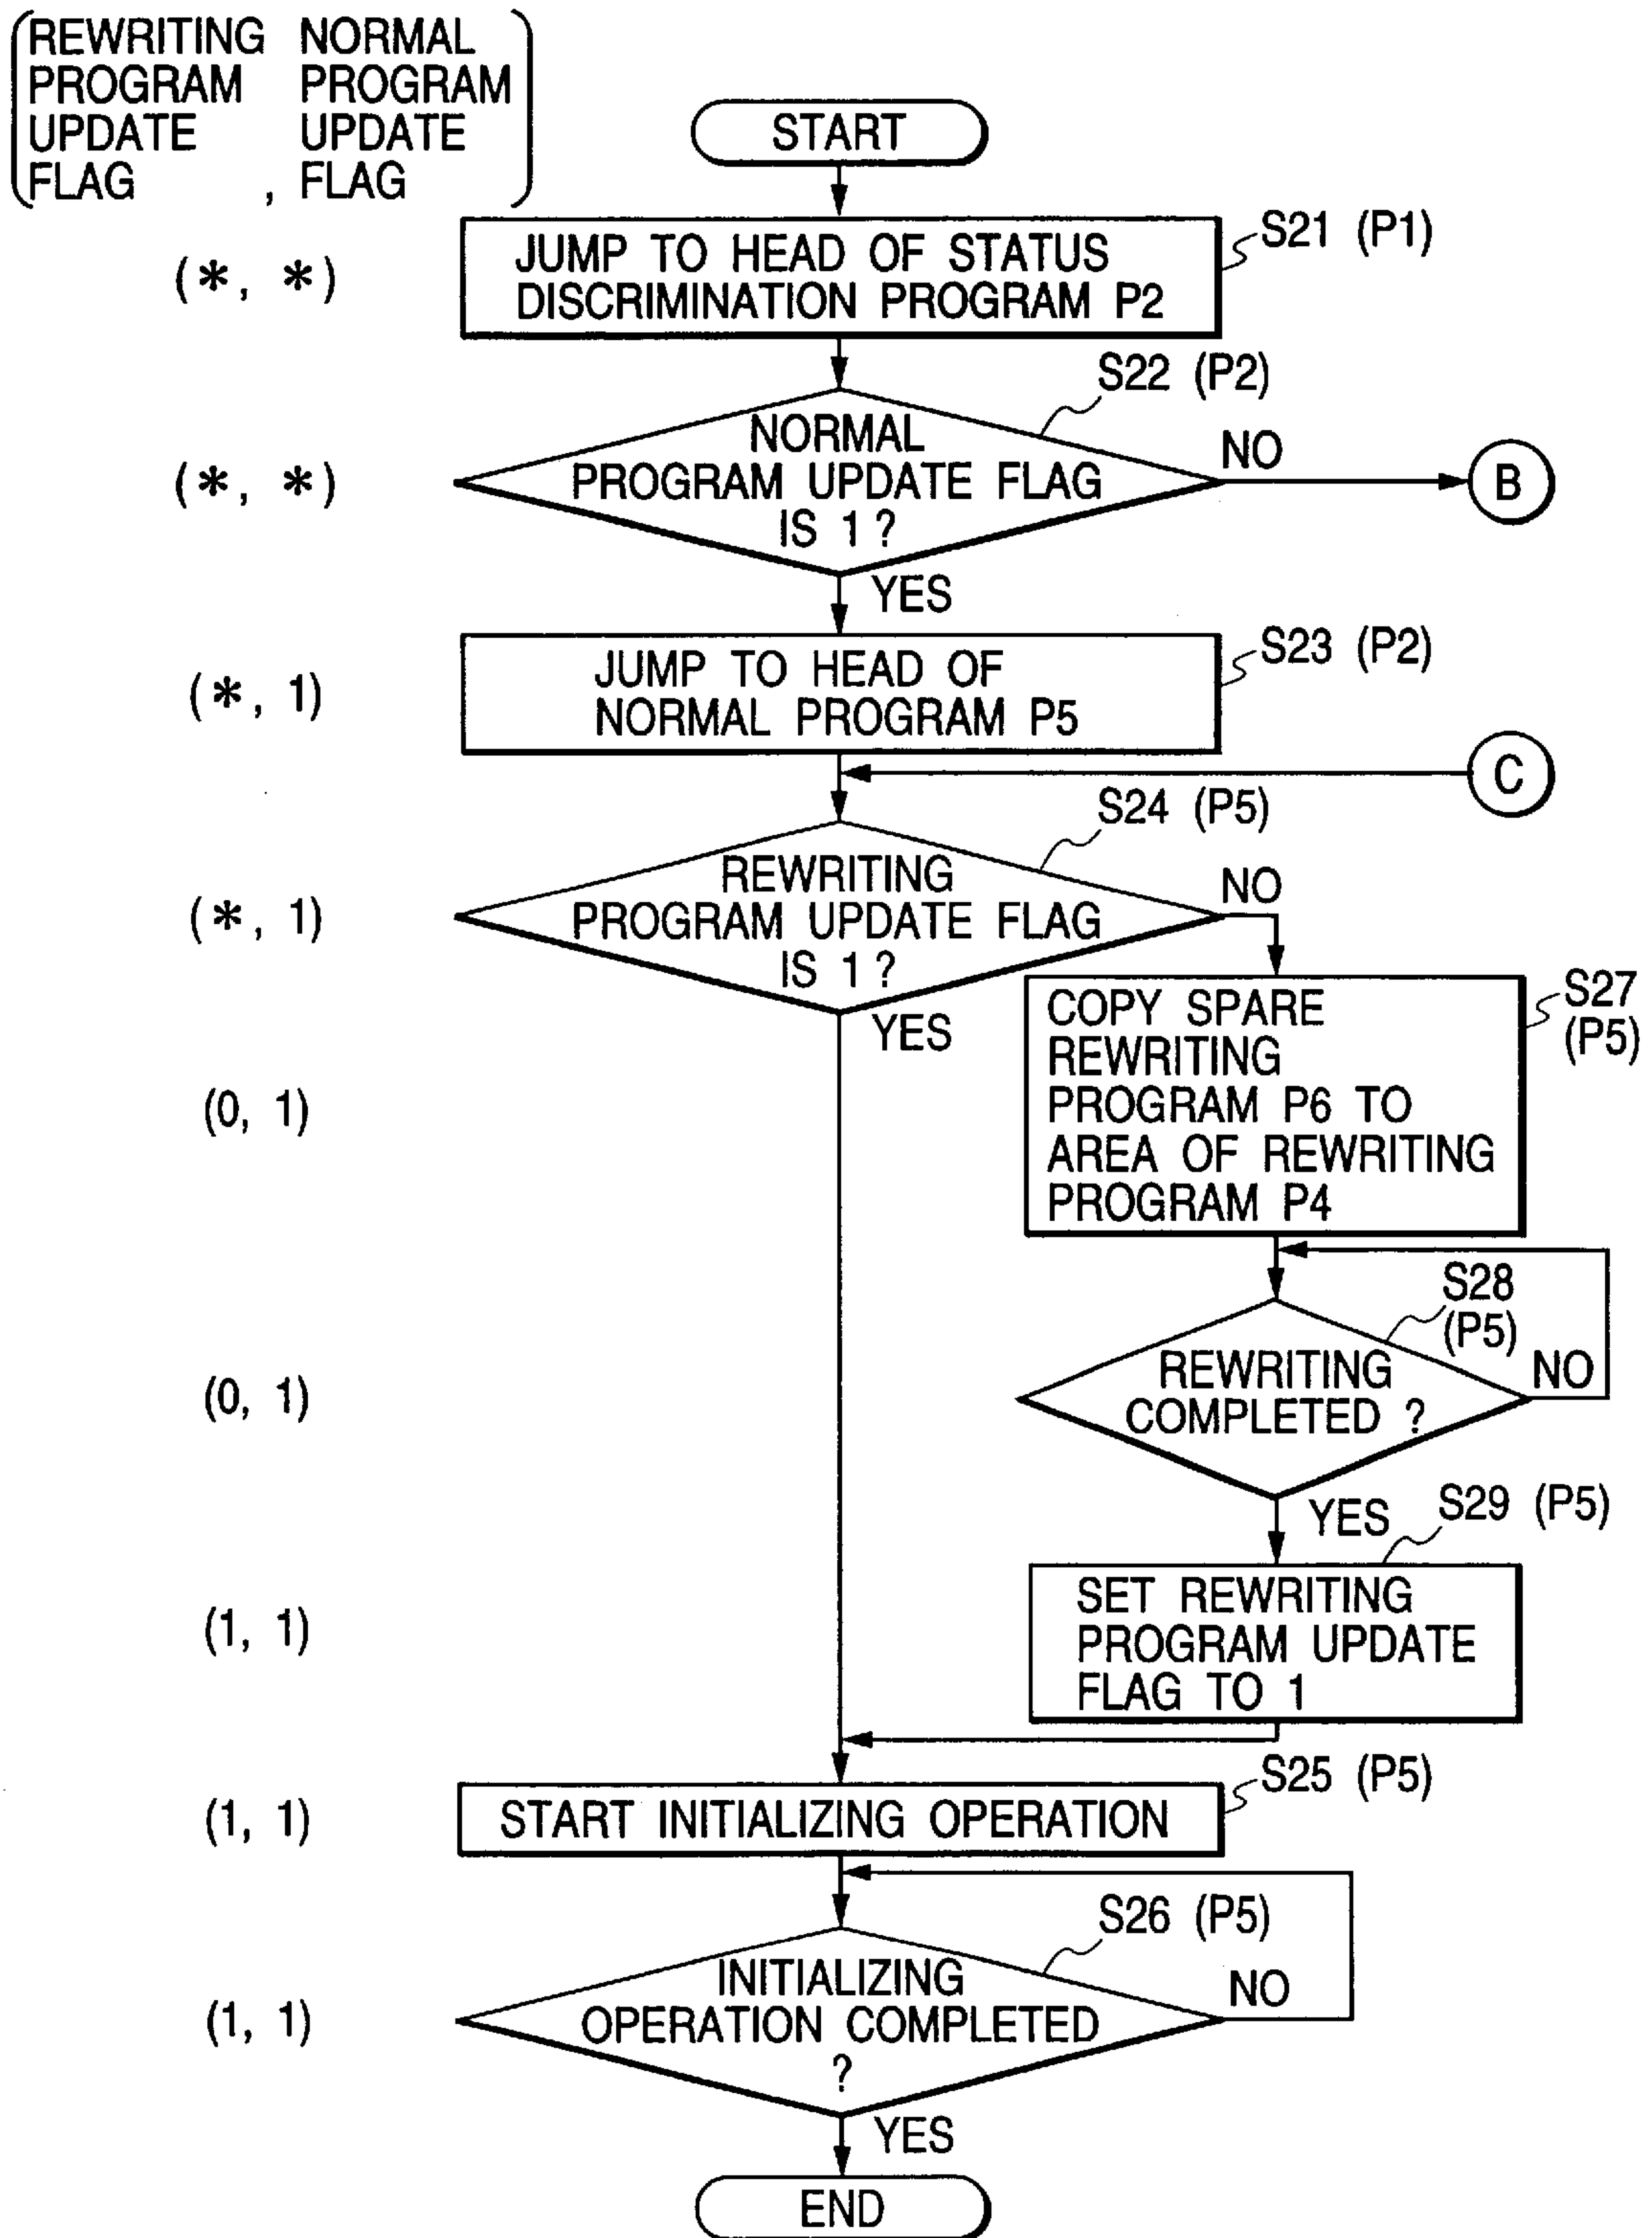 REWRITING NORMAL
PROGRAM PROGRAM
UPDATE UPDATE
FLAG , FLAG
START
(*, *)
JUMP TO HEAD OF STATUS
DISCRIMINATION PROGRAM P2
S21 (P1)
(*, *)
NORMAL
PROGRAM UPDATE FLAG
IS 1?
S22 (P2)
NO
B
YES
(*, 1)
JUMP TO HEAD OF
NORMAL PROGRAM P5
S23 (P2)
C
(*, 1)
REWRITING
PROGRAM UPDATE FLAG
IS 1?
S24 (P5)
NO
YES
(0, 1)
COPY SPARE
REWRITING
PROGRAM P6 TO
AREA OF REWRITING
PROGRAM P4
S27
(P5)
(0, 1)
REWRITING
COMPLETED ?
S28
(P5)
NO
YES
(1, 1)
SET REWRITING
PROGRAM UPDATE
FLAG TO 1
S29 (P5)
(1, 1)
START INITIALIZING OPERATION
S25 (P5)
(1, 1)
INITIALIZING
OPERATION COMPLETED
?
S26 (P5)
NO
YES
END